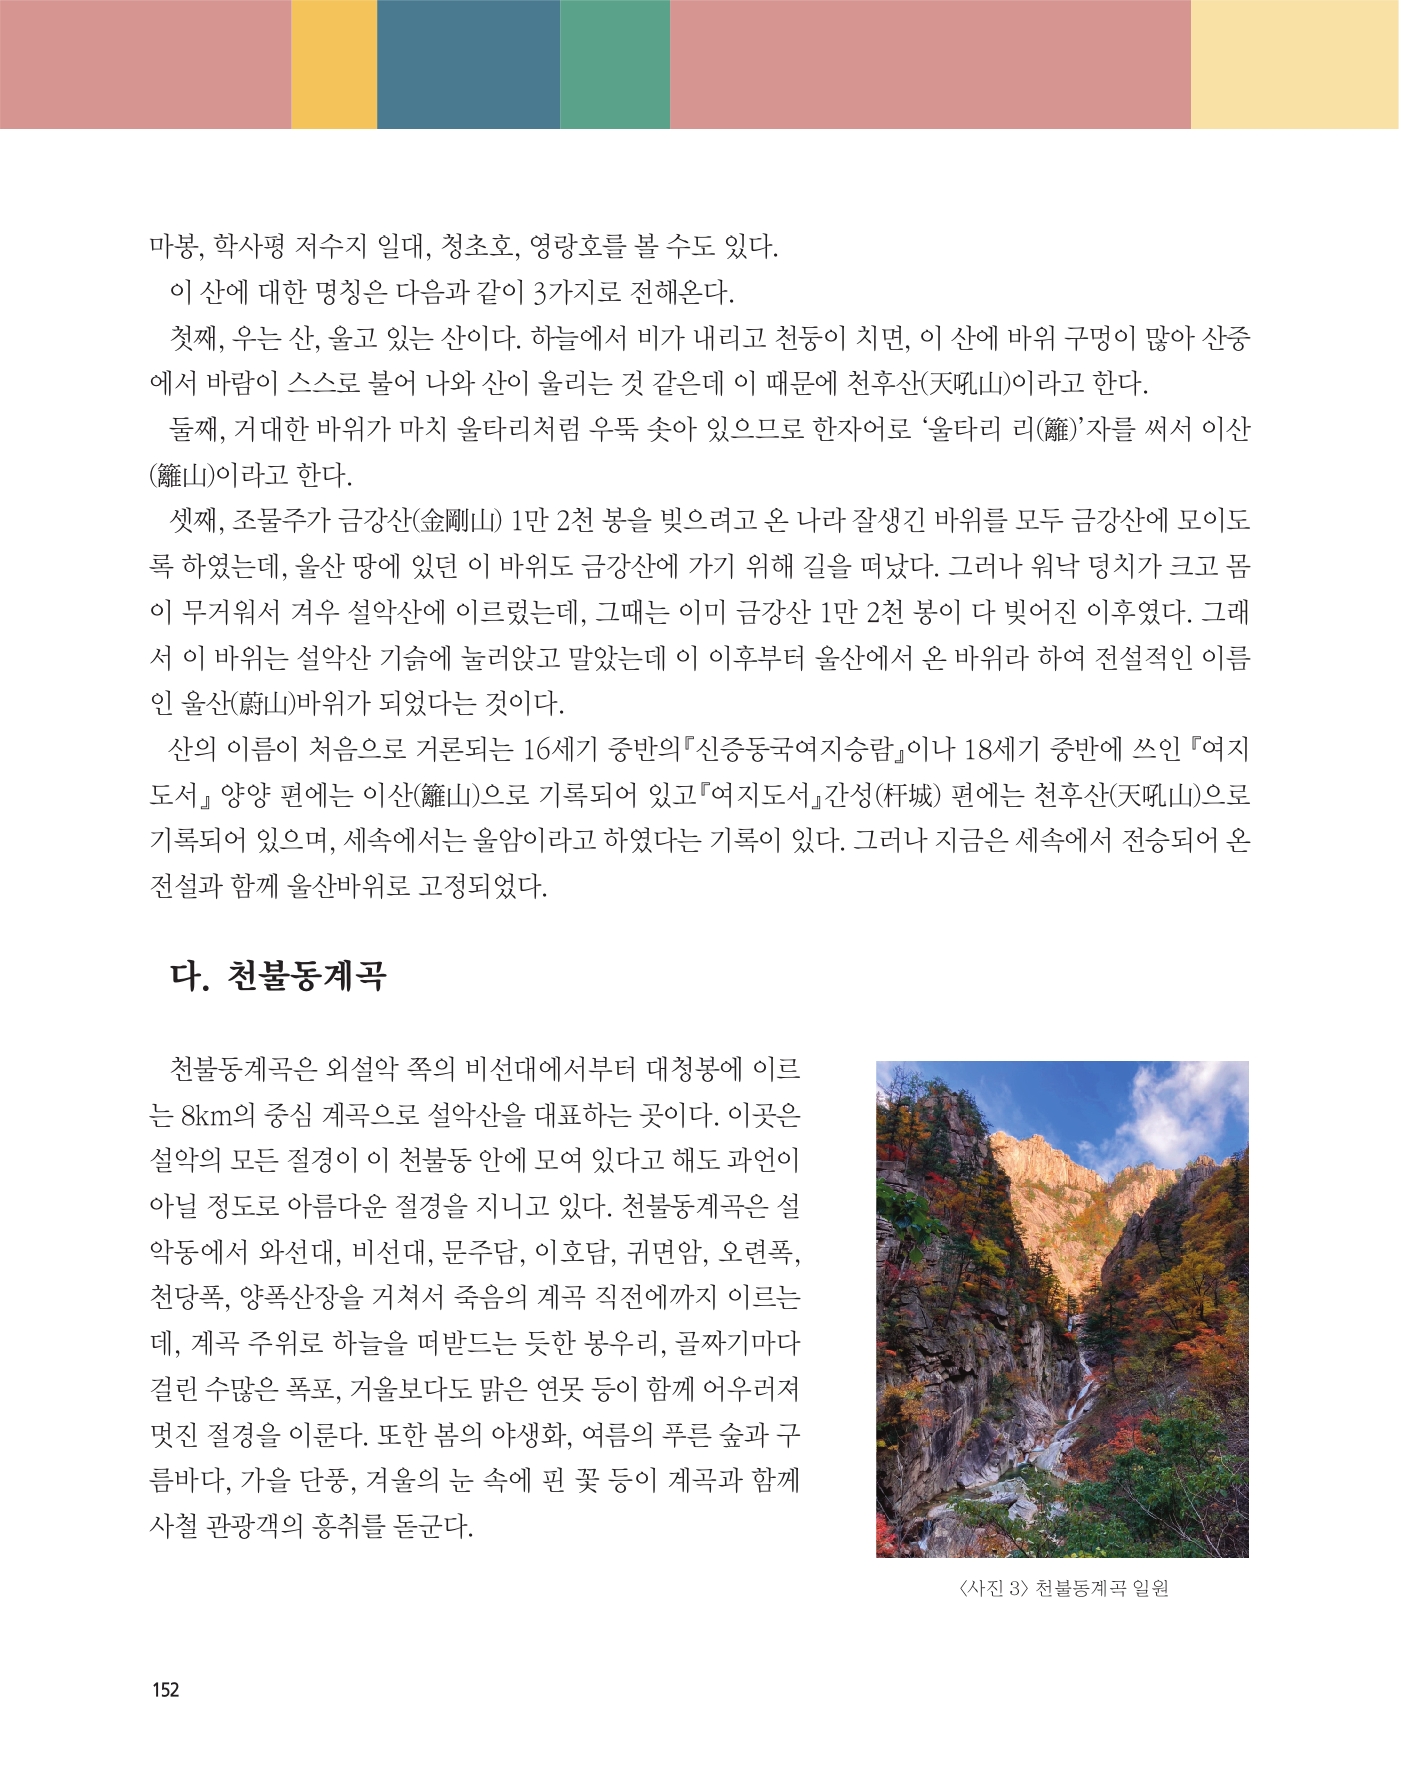 마봉, 학사평 저수지 일대, 청초호, 영랑호를 볼 수도 있다.
이 산에 대한 명칭은 다음과 같이 3가지로 전해온다.
첫째, 우는 산, 울고 있는 산이다. 하늘에서 비가 내리고 천둥이 치면, 이 산에 바위 구멍이 많아 산중
에서 바람이 스스로 불어 나와 산이 울리는 것 같은데 이 때문에 천후산(天吼山)이라고 한다.
둘째, 거대한 바위가 마치 울타리처럼 우뚝 솟아 있으므로 한자어로 ‘울타리 리(籬)’자를 써서 이산
(籬山)이라고 한다.
셋째, 조물주가 금강산(金剛山) 1만 2천 봉을 빚으려고 온 나라 잘생긴 바위를 모두 금강산에 모이도
록 하였는데, 울산 땅에 있던 이 바위도 금강산에 가기 위해 길을 떠났다. 그러나 워낙 덩치가 크고 몸
이 무거워서 겨우 설악산에 이르렀는데, 그때는 이미 금강산 1만 2천 봉이 다 빚어진 이후였다. 그래
서 이 바위는 설악산 기슭에 눌러앉고 말았는데 이 이후부터 울산에서 온 바위라 하여 전설적인 이름
인 울산(蔚山)바위가 되었다는 것이다.
산의 이름이 처음으로 거론되는 16세기 중반의『신증동국여지승람』이나 18세기 중반에 쓰인『여지
도서』 양양 편에는 이산(籬山)으로 기록되어 있고『여지도서』간성(杆城) 편에는 천후산(天吼山)으로
기록되어 있으며, 세속에서는 울암이라고 하였다는 기록이 있다. 그러나 지금은 세속에서 전승되어 온
전설과 함께 울산바위로 고정되었다.
다. 천불동계곡
천불동계곡은 외설악 쪽의 비선대에서부터 대청봉에 이르
는 8km의 중심 계곡으로 설악산을 대표하는 곳이다. 이곳은
설악의 모든 절경이 이 천불동 안에 모여 있다고 해도 과언이
아닐 정도로 아름다운 절경을 지니고 있다. 천불동계곡은 설
악동에서 와선대, 비선대, 문주담, 이호담, 귀면암, 오련폭,
천당폭, 양폭산장을 거쳐서 죽음의 계곡 직전에까지 이르는
데, 계곡 주위로 하늘을 떠받드는 듯한 봉우리, 골짜기마다
걸린 수많은 폭포, 거울보다도 맑은 연못 등이 함께 어우러져
멋진 절경을 이룬다. 또한 봄의 야생화, 여름의 푸른 숲과 구
름바다, 가을 단풍, 겨울의 눈 속에 핀 꽃 등이 계곡과 함께
사철 관광객의 흥취를 돋군다.
〈사진 3〉 천불동계곡 일원
152